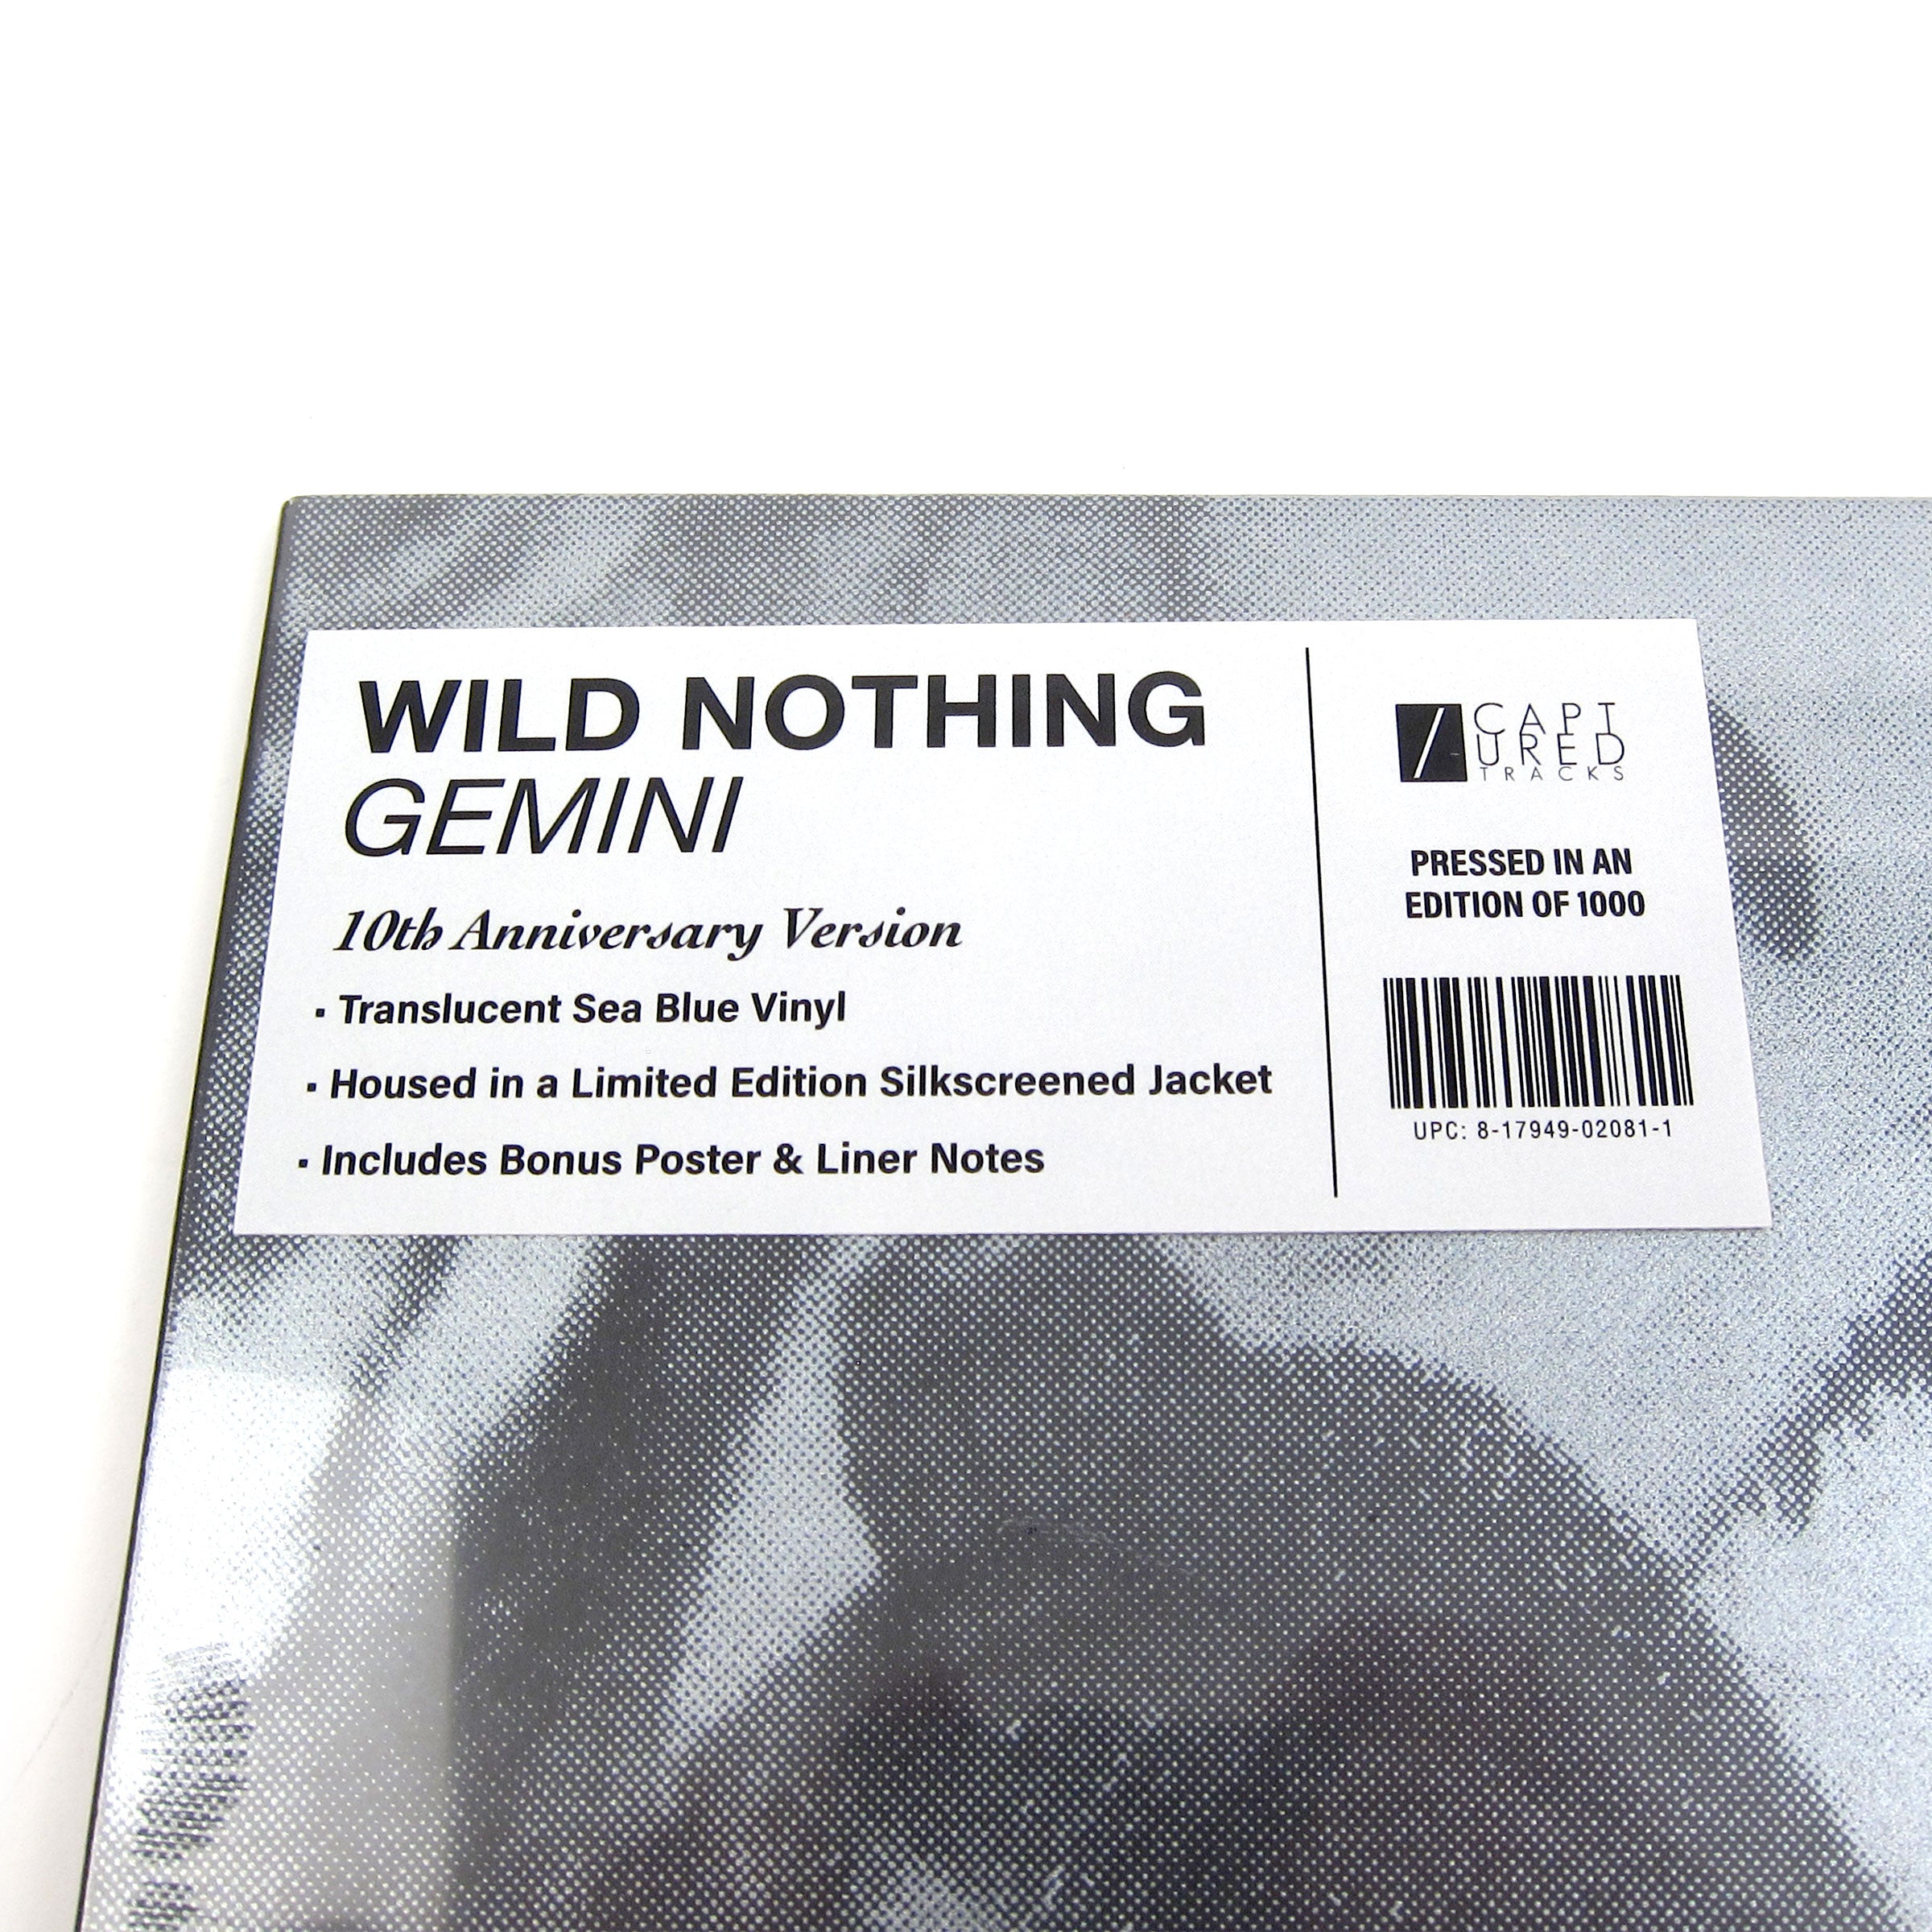 WILD NOTHING
GEMINI
10th Anniversary Version
▪ Translucent Sea Blue Vinyl
▪ Housed in a Limited Edition Silkscreened Jacket
▪ Includes Bonus Poster & Liner Notes
CAPT
URED
TRACKS
PRESSED IN AN
EDITION OF 1000
UPC: 8-17949-02081-1